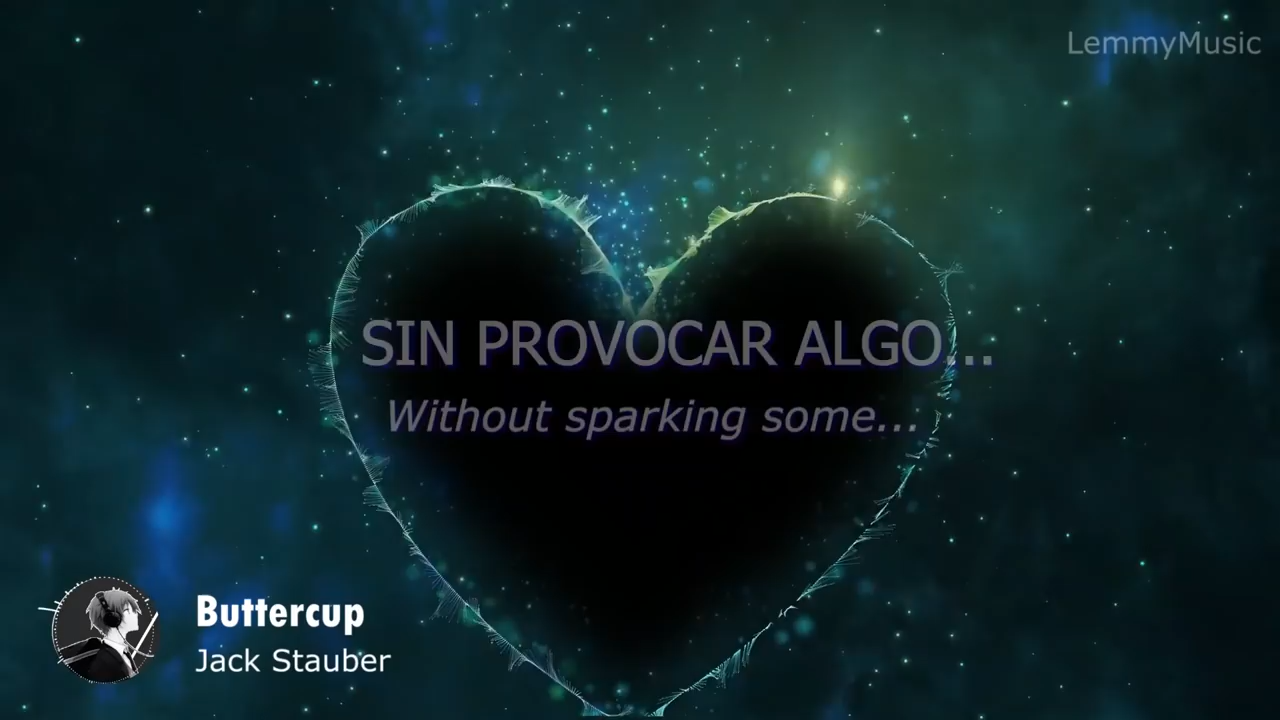 LemmyMusic
SIN PROVOCAR ALGO...
Without sparking some...
Buttercup
Jack Stauber